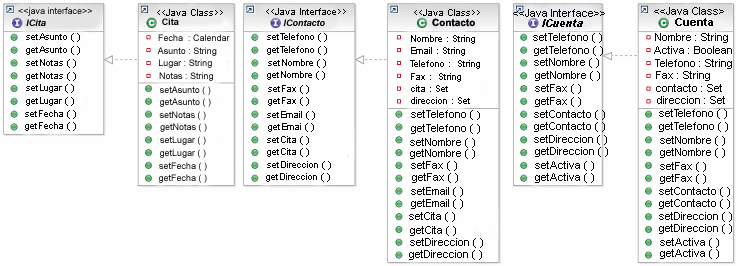 <<java interface>>
ICita
setAsunto ( )
getAsunto ( )
setNotas ( )
getNotas ( )
setLugar ( )
getLugar ( )
setFecha ( )
getFecha ( )
<<Java Class>>
Cita
Fecha : Calendar
Asunto : String
Lugar : String
Notas : String
setAsunto ( )
getAsunto ( )
setNotas ( )
getNotas ( )
setLugar ( )
getLugar ( )
setFecha ( )
getFecha ( )
<<Java Interface>>
IContacto
setTelefono ( )
getTelefono ( )
setNombre ( )
getNombre ( )
setFax ( )
getFax ( )
setEmail ( )
getEmai ( )
setCita ( )
getCita ( )
setDireccion ( )
getDireccion ( )
<<Java Class>>
Contacto
Nombre : String
Email : String
Telefono : String
Fax : String
cita : Set
direccion : Set
setTelefono ( )
getTelefono ( )
setNombre ( )
getNombre ( )
setFax ( )
getFax ( )
setEmail ( )
getEmail ( )
setCita ( )
getCita ( )
setDireccion ( )
getDireccion ( )
<<Java Interface>>
ICuenta
setTelefono ( )
getTelefono ( )
setNombre ( )
getNombre ( )
setFax ( )
getFax ( )
setContacto ( )
getContacto ( )
setDireccion ( )
getDireccion ( )
setActiva ( )
getActiva ( )
<<Java Class>
Cuenta
Nombre : String
Activa : Boolean
Telefono : String
Fax : String
contacto : Set
direccion : Set
setTelefono ( )
getTelefono ( )
setNombre ( )
getNombre ( )
setFax ( )
getFax ( )
setContacto ( )
getContacto ( )
setDireccion ( )
getDireccion ( )
setActiva ( )
getActiva ( )